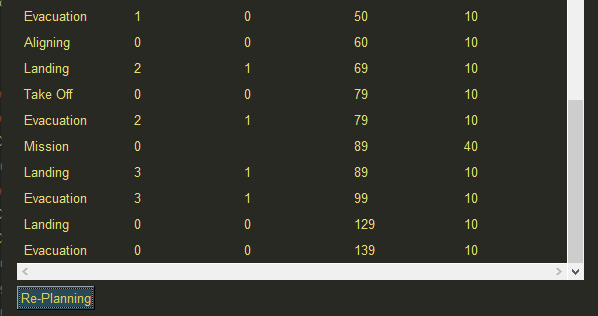 Evacuation 1 0 50 10
Aligning 0 0 60 10
Landing 2 1 69 10
Take Off 0 0 79 10
Evacuation 2 1 79 10
Mission 0 89 40
Landing 3 1 89 10
Evacuation 3 1 99 10
Landing 0 0 129 10
Evacuation 0 0 139 10
Re-Planning